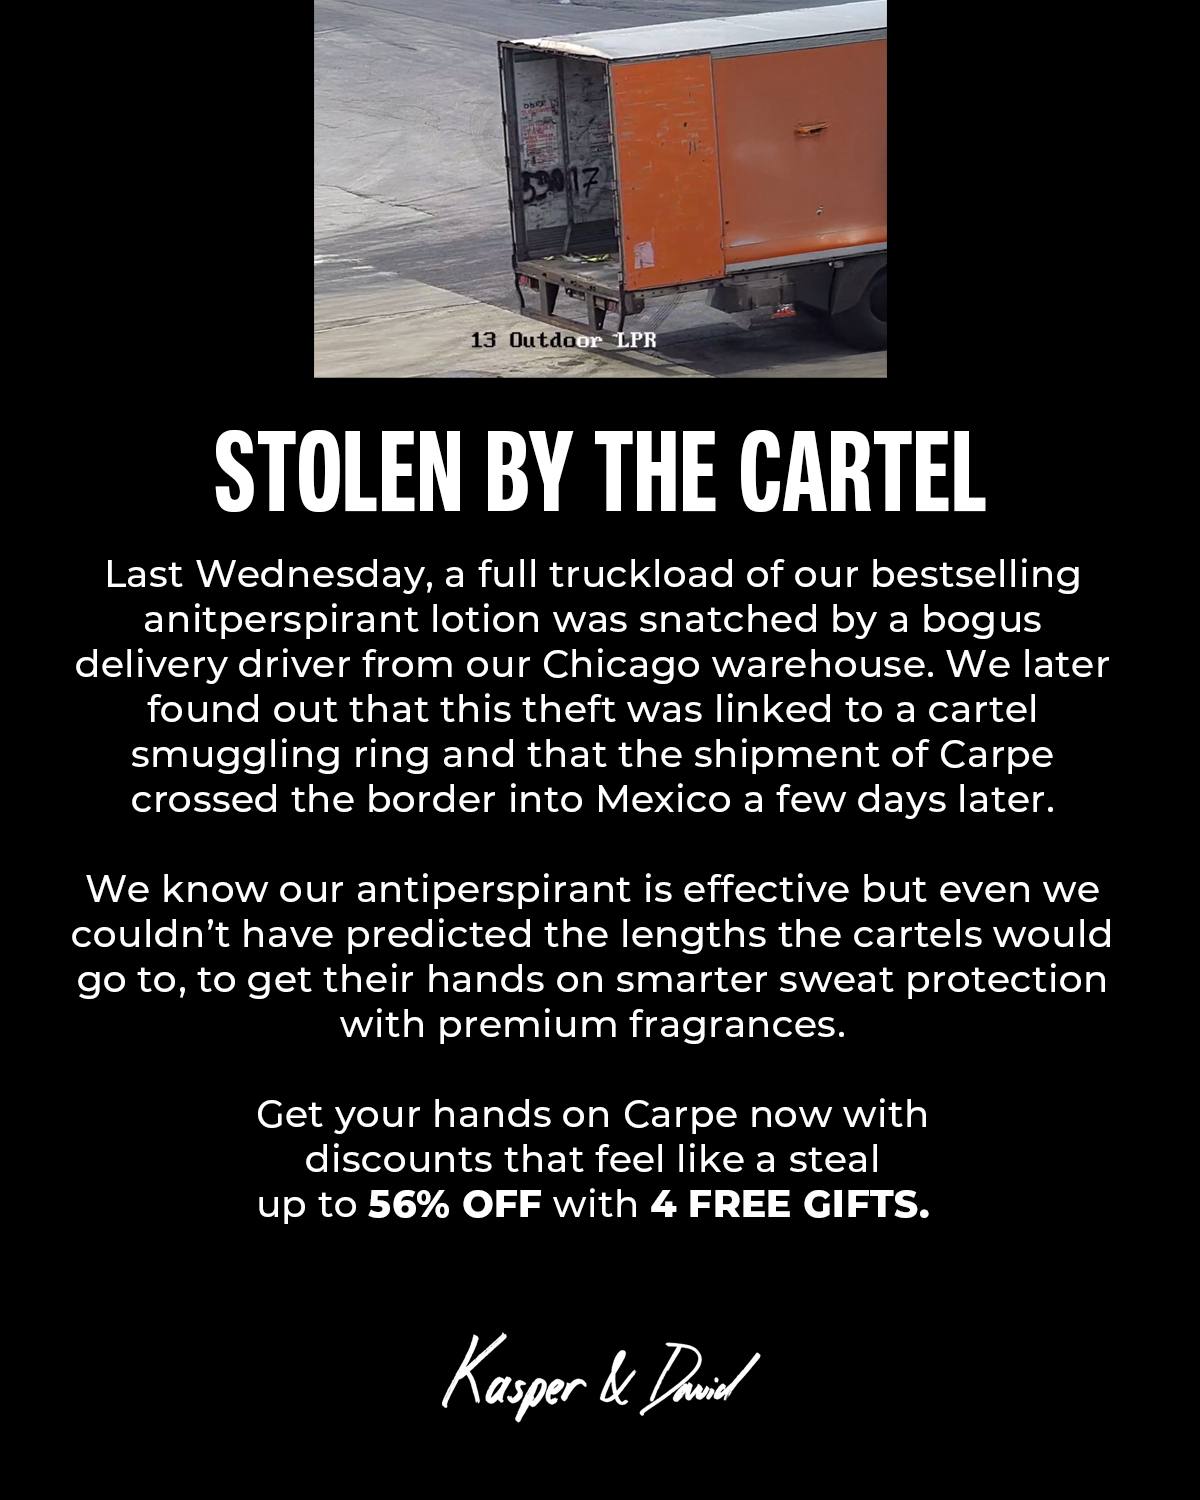 33017
13 Outdoor LPR
STOLEN BY THE CARTEL
Last Wednesday, a full truckload of our bestselling
anitperspirant lotion was snatched by a bogus
delivery driver from our Chicago warehouse. We later
found out that this theft was linked to a cartel
smuggling ring and that the shipment of Carpe
crossed the border into Mexico a few days later.
We know our antiperspirant is effective but even we
couldn’t have predicted the lengths the cartels would
go to, to get their hands on smarter sweat protection
with premium fragrances.
Get your hands on Carpe now with
discounts that feel like a steal
up to 56% OFF with 4 FREE GIFTS.
Kasper & David